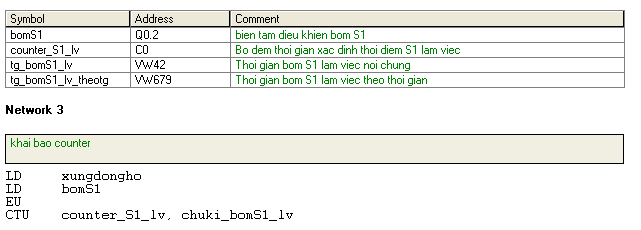 Symbol Address Comment
bomS1 Q0.2 bien tam dieu khien bom S1
counter_S1_lv C0 Bo dem thoi gian xac dinh thoi diem S1 lam viec
tg_bomS1_lv VW42 Thoi gian bom S1 lam viec noi chung
tg_bomS1_lv_theotg VW679 Thoi gian bom S1 lam viec theo thoi gian
Network 3
khai bao counter
LD xungdongho
LD bomS1
EU
CTU counter_S1_lv, chuki_bomS1_lv